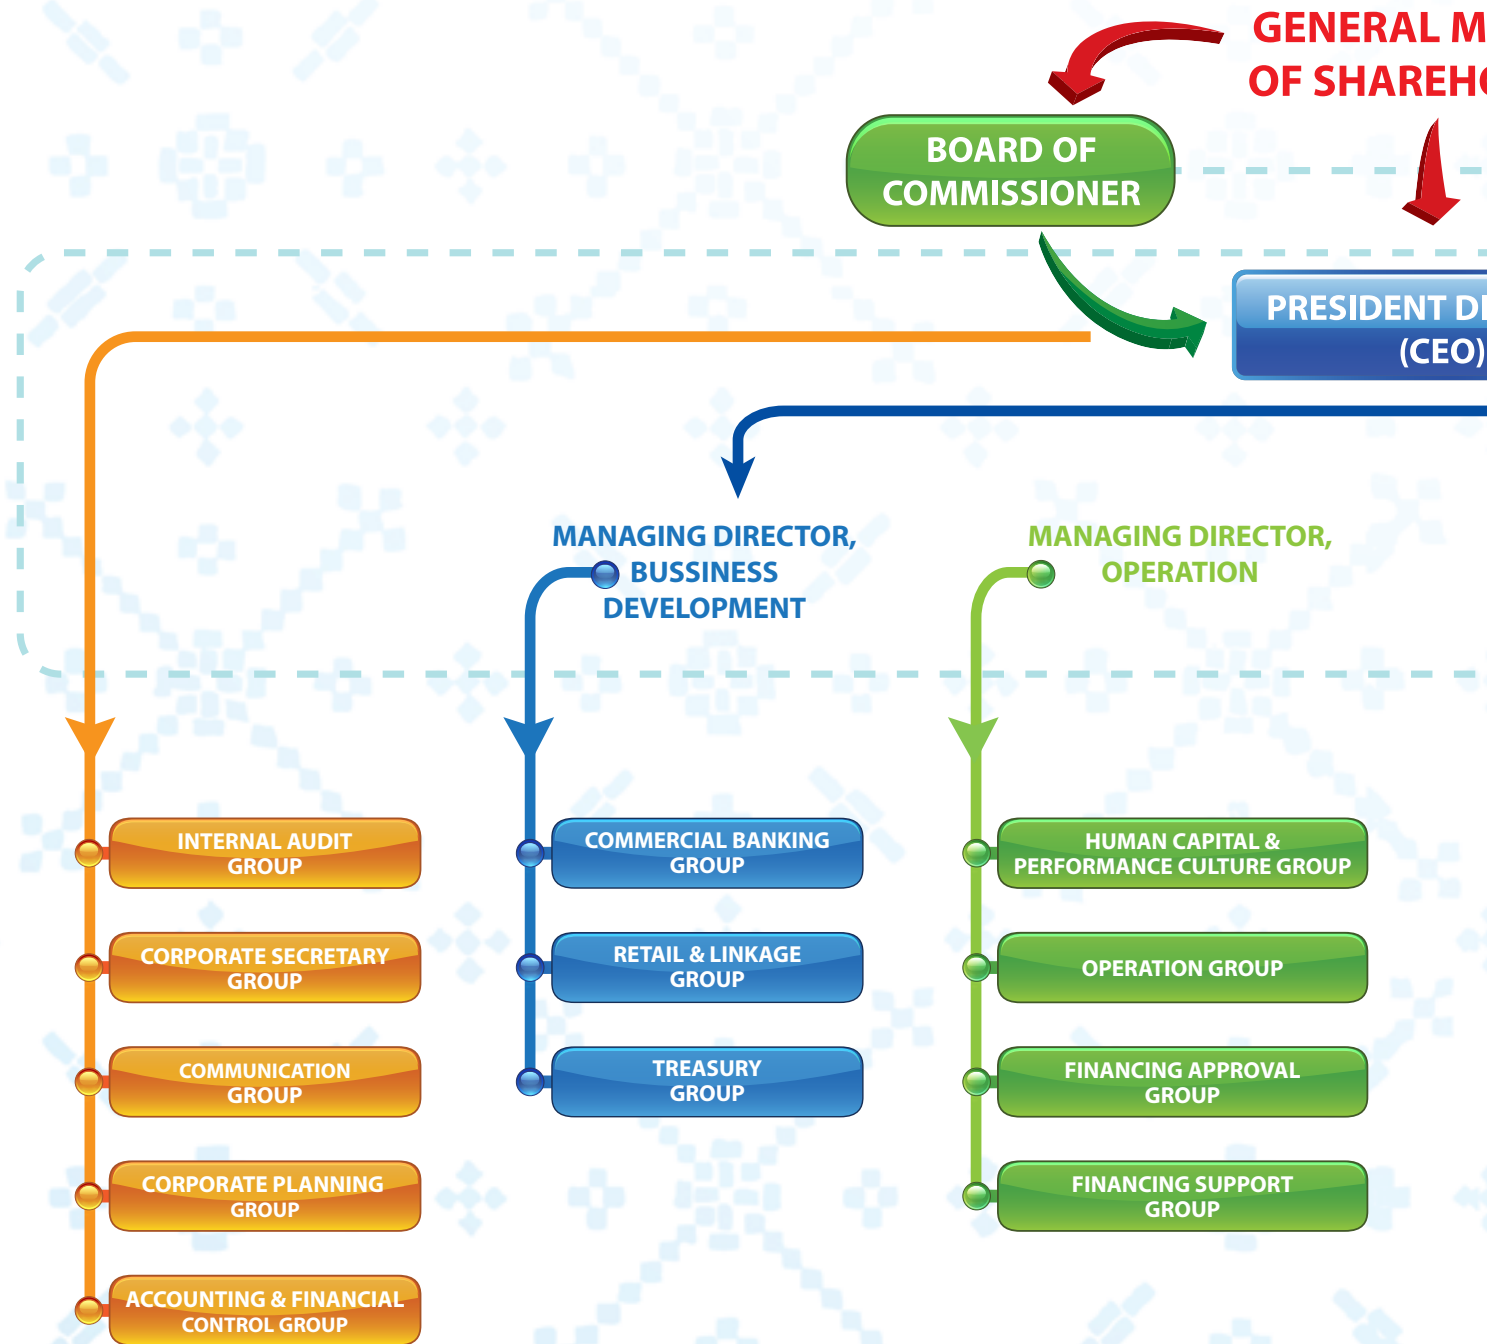 GENERAL M
OF SHAREHO
BOARD OF
COMMISSIONER
PRESIDENT DI
(CEO)
MANAGING DIRECTOR,
BUSSINESS
DEVELOPMENT
MANAGING DIRECTOR,
OPERATION
INTERNAL AUDIT
GROUP
CORPORATE SECRETARY
GROUP
COMMUNICATION
GROUP
CORPORATE PLANNING
GROUP
ACCOUNTING & FINANCIAL
CONTROL GROUP
COMMERCIAL BANKING
GROUP
RETAIL & LINKAGE
GROUP
TREASURY
GROUP
HUMAN CAPITAL &
PERFORMANCE CULTURE GROUP
OPERATION GROUP
FINANCING APPROVAL
GROUP
FINANCING SUPPORT
GROUP